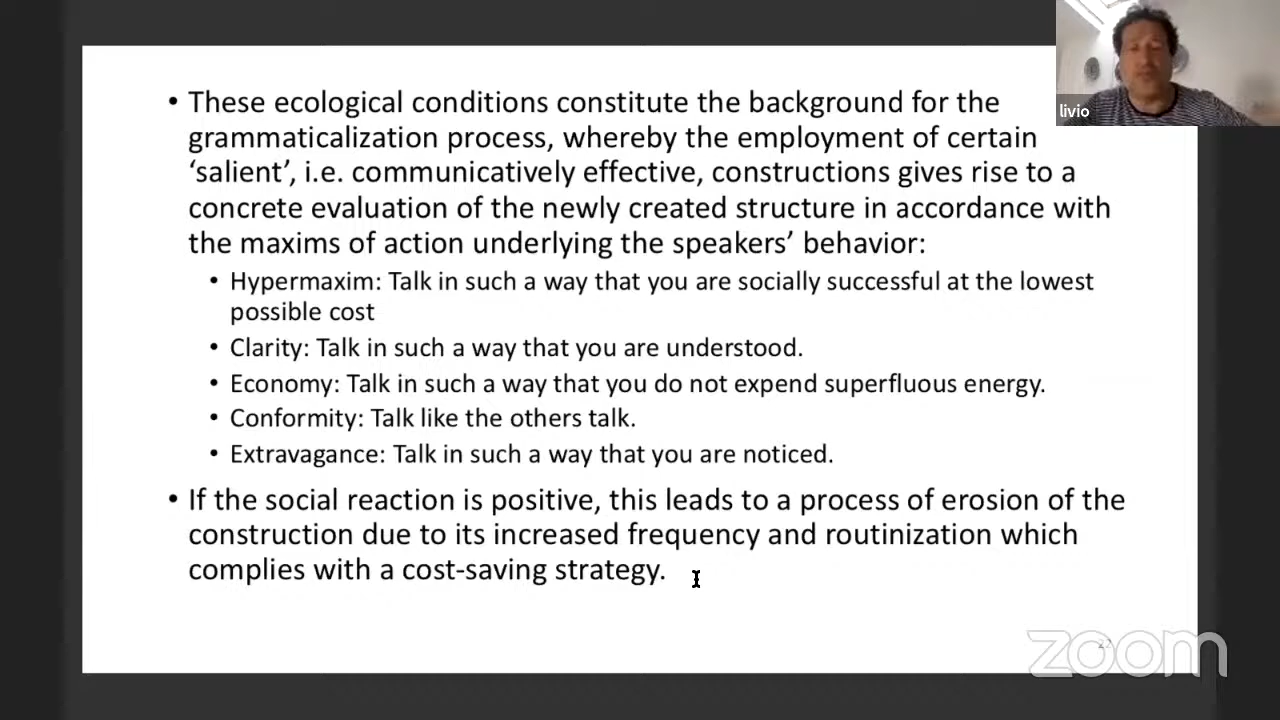 • These ecological conditions constitute the background for the
grammaticalization process, whereby the employment of certain
‘salient’, i.e. communicatively effective, constructions gives rise to a
concrete evaluation of the newly created structure in accordance with
the maxims of action underlying the speakers’ behavior:
• Hypermaxim: Talk in such a way that you are socially successful at the lowest
possible cost
• Clarity: Talk in such a way that you are understood.
• Economy: Talk in such a way that you do not expend superfluous energy.
• Conformity: Talk like the others talk.
• Extravagance: Talk in such a way that you are noticed.
• If the social reaction is positive, this leads to a process of erosion of the
construction due to its increased frequency and routinization which
complies with a cost-saving strategy.
livio
zoom